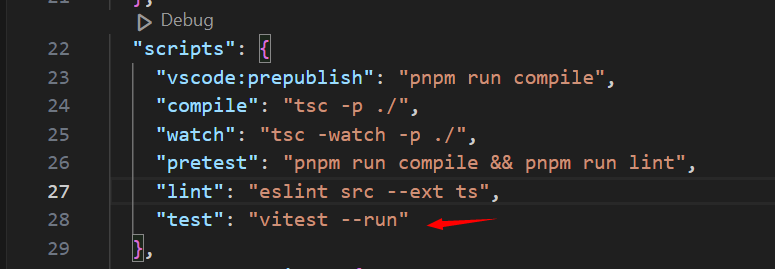 Debug
22 "scripts": {
23 "vscode:prepublish": "pnpm run compile",
24 "compile": "tsc -p ./",
25 "watch": "tsc -watch -p ./",
26 "pretest": "pnpm run compile && pnpm run lint",
27 "lint": "eslint src --ext ts",
28 "test": "vitest --run"
29 },